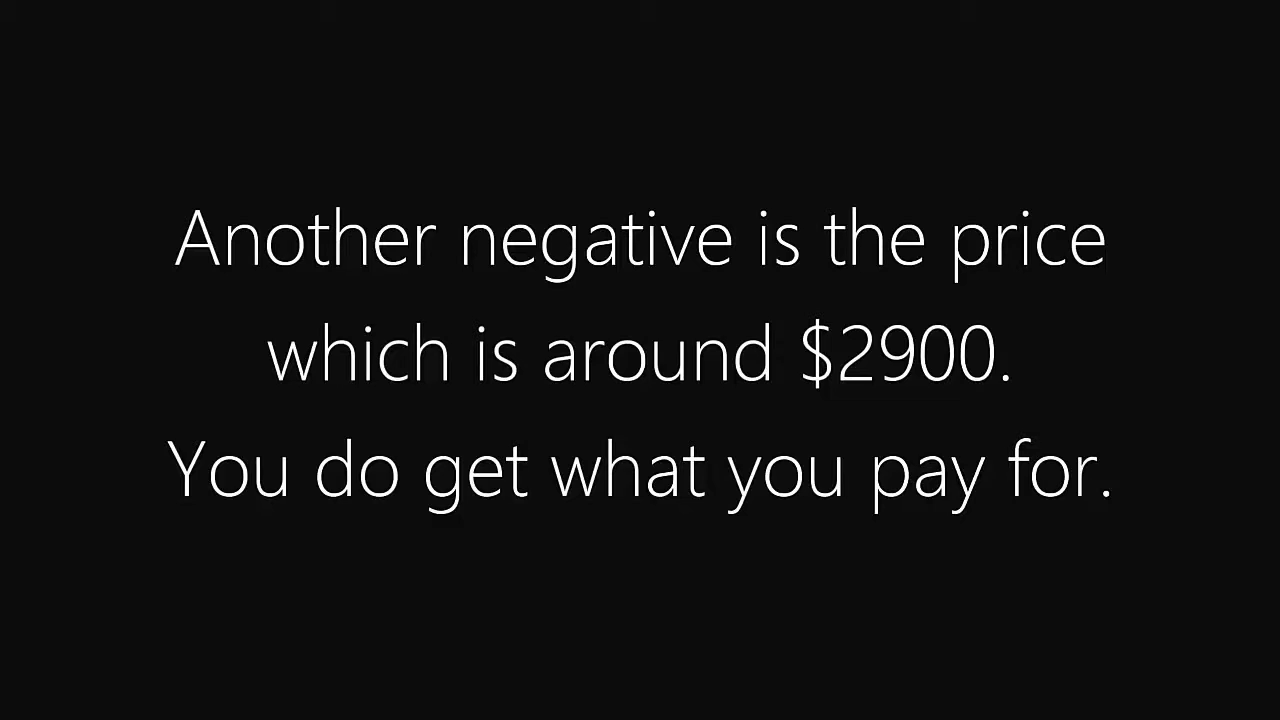 Another negative is the price
which is around $2900.
You do get what you pay for.